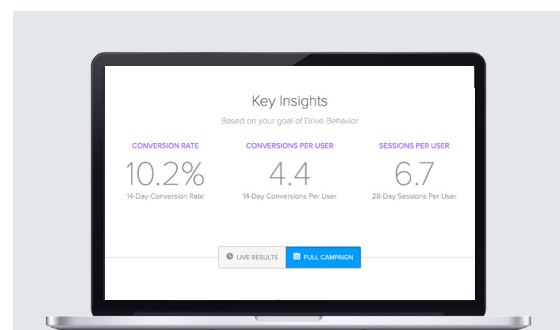 Key Insights
Based on your goal of Drive Behavior
CONVERSION RATE
10.2%
14-Day Conversion Rate
CONVERSIONS PER USER
4.4
14-Day Conversions Per User
SESSIONS PER USER
6.7
28-Day Sessions Per User
LIVE RESULTS
FULL CAMPAIGN